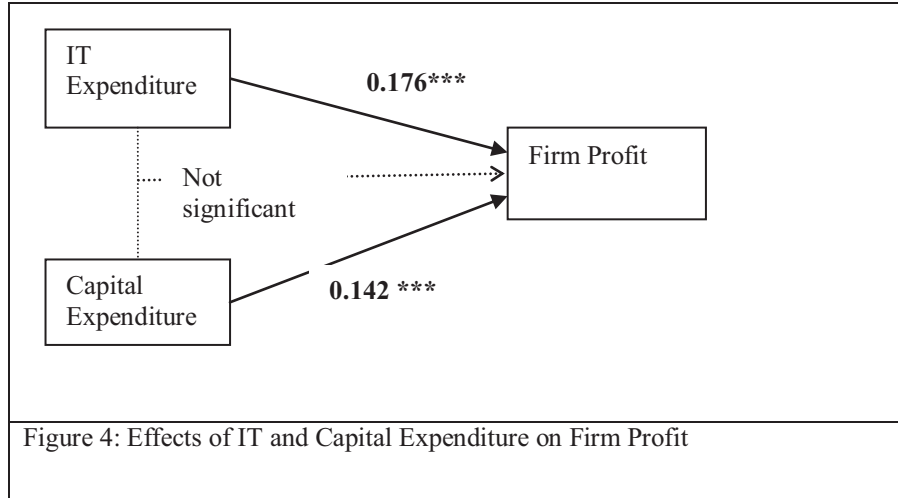 IT
Expenditure
0.176***
Firm Profit
Not
significant
Capital
Expenditure
0.142 ***
Figure 4: Effects of IT and Capital Expenditure on Firm Profit